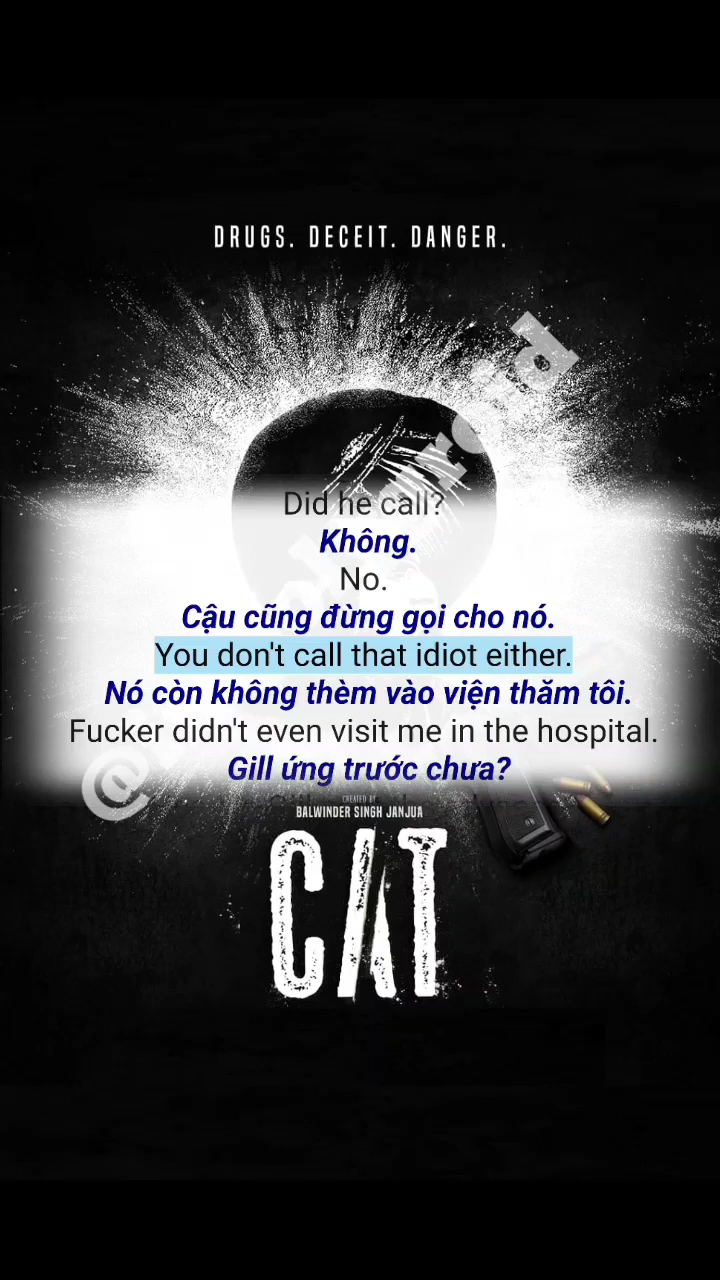 DRUGS. DECEIT. DANGER.
Did he call?
Không.
No.
Cậu cũng đừng gọi cho nó.
You don't call that idiot either.
Nó còn không thèm vào viện thăm tôi.
Fucker didn't even visit me in the hospital.
Gill ứng trước chưa?
CREATED BY
BALWINDER SINGH JANJUA
CAT